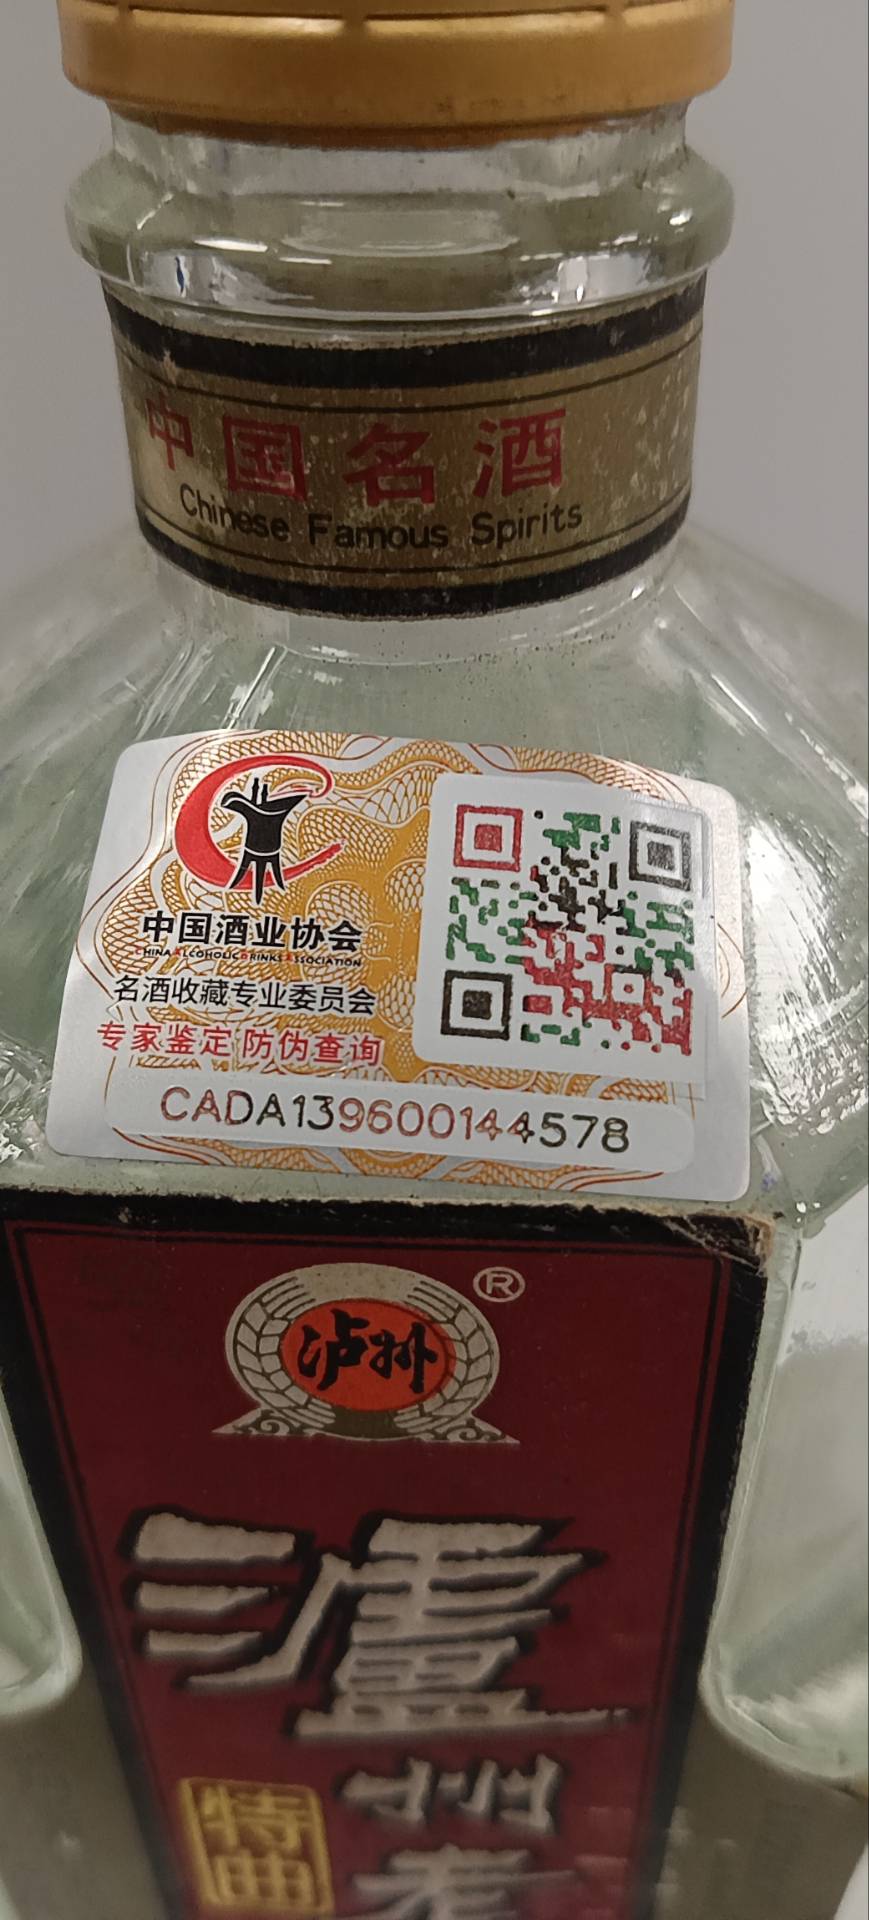 中国名酒
Chinese Famous Spirits
中国酒业协会
CHINA ALCOHOLIC DRINKS ASSOCIATION
名酒收藏专业委员会
专家鉴定 防伪查询
CADA139600144578
®
泸州
瀘
州
老
特曲